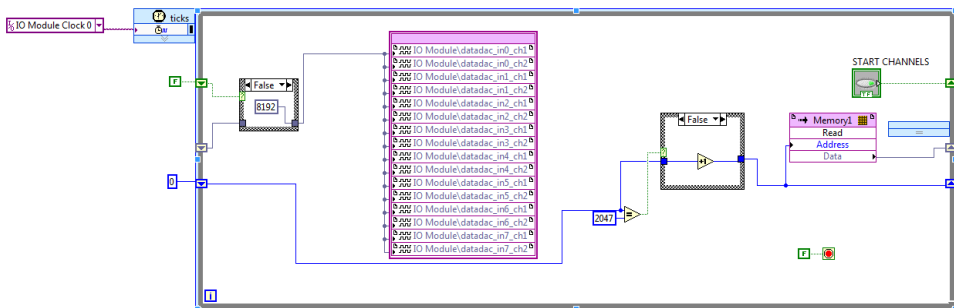 IO Module Clock 0
ticks
F
False
8192
0
IO Module\datadac_in0_ch1
IO Module\datadac_in0_ch2
IO Module\datadac_in1_ch1
IO Module\datadac_in1_ch2
IO Module\datadac_in2_ch1
IO Module\datadac_in2_ch2
IO Module\datadac_in3_ch1
IO Module\datadac_in3_ch2
IO Module\datadac_in4_ch1
IO Module\datadac_in4_ch2
IO Module\datadac_in5_ch1
IO Module\datadac_in5_ch2
IO Module\datadac_in6_ch1
IO Module\datadac_in6_ch2
IO Module\datadac_in7_ch1
IO Module\datadac_in7_ch2
2047
=
False
+1
START CHANNELS
TF
Memory1
Read
Address
Data
=
F
i